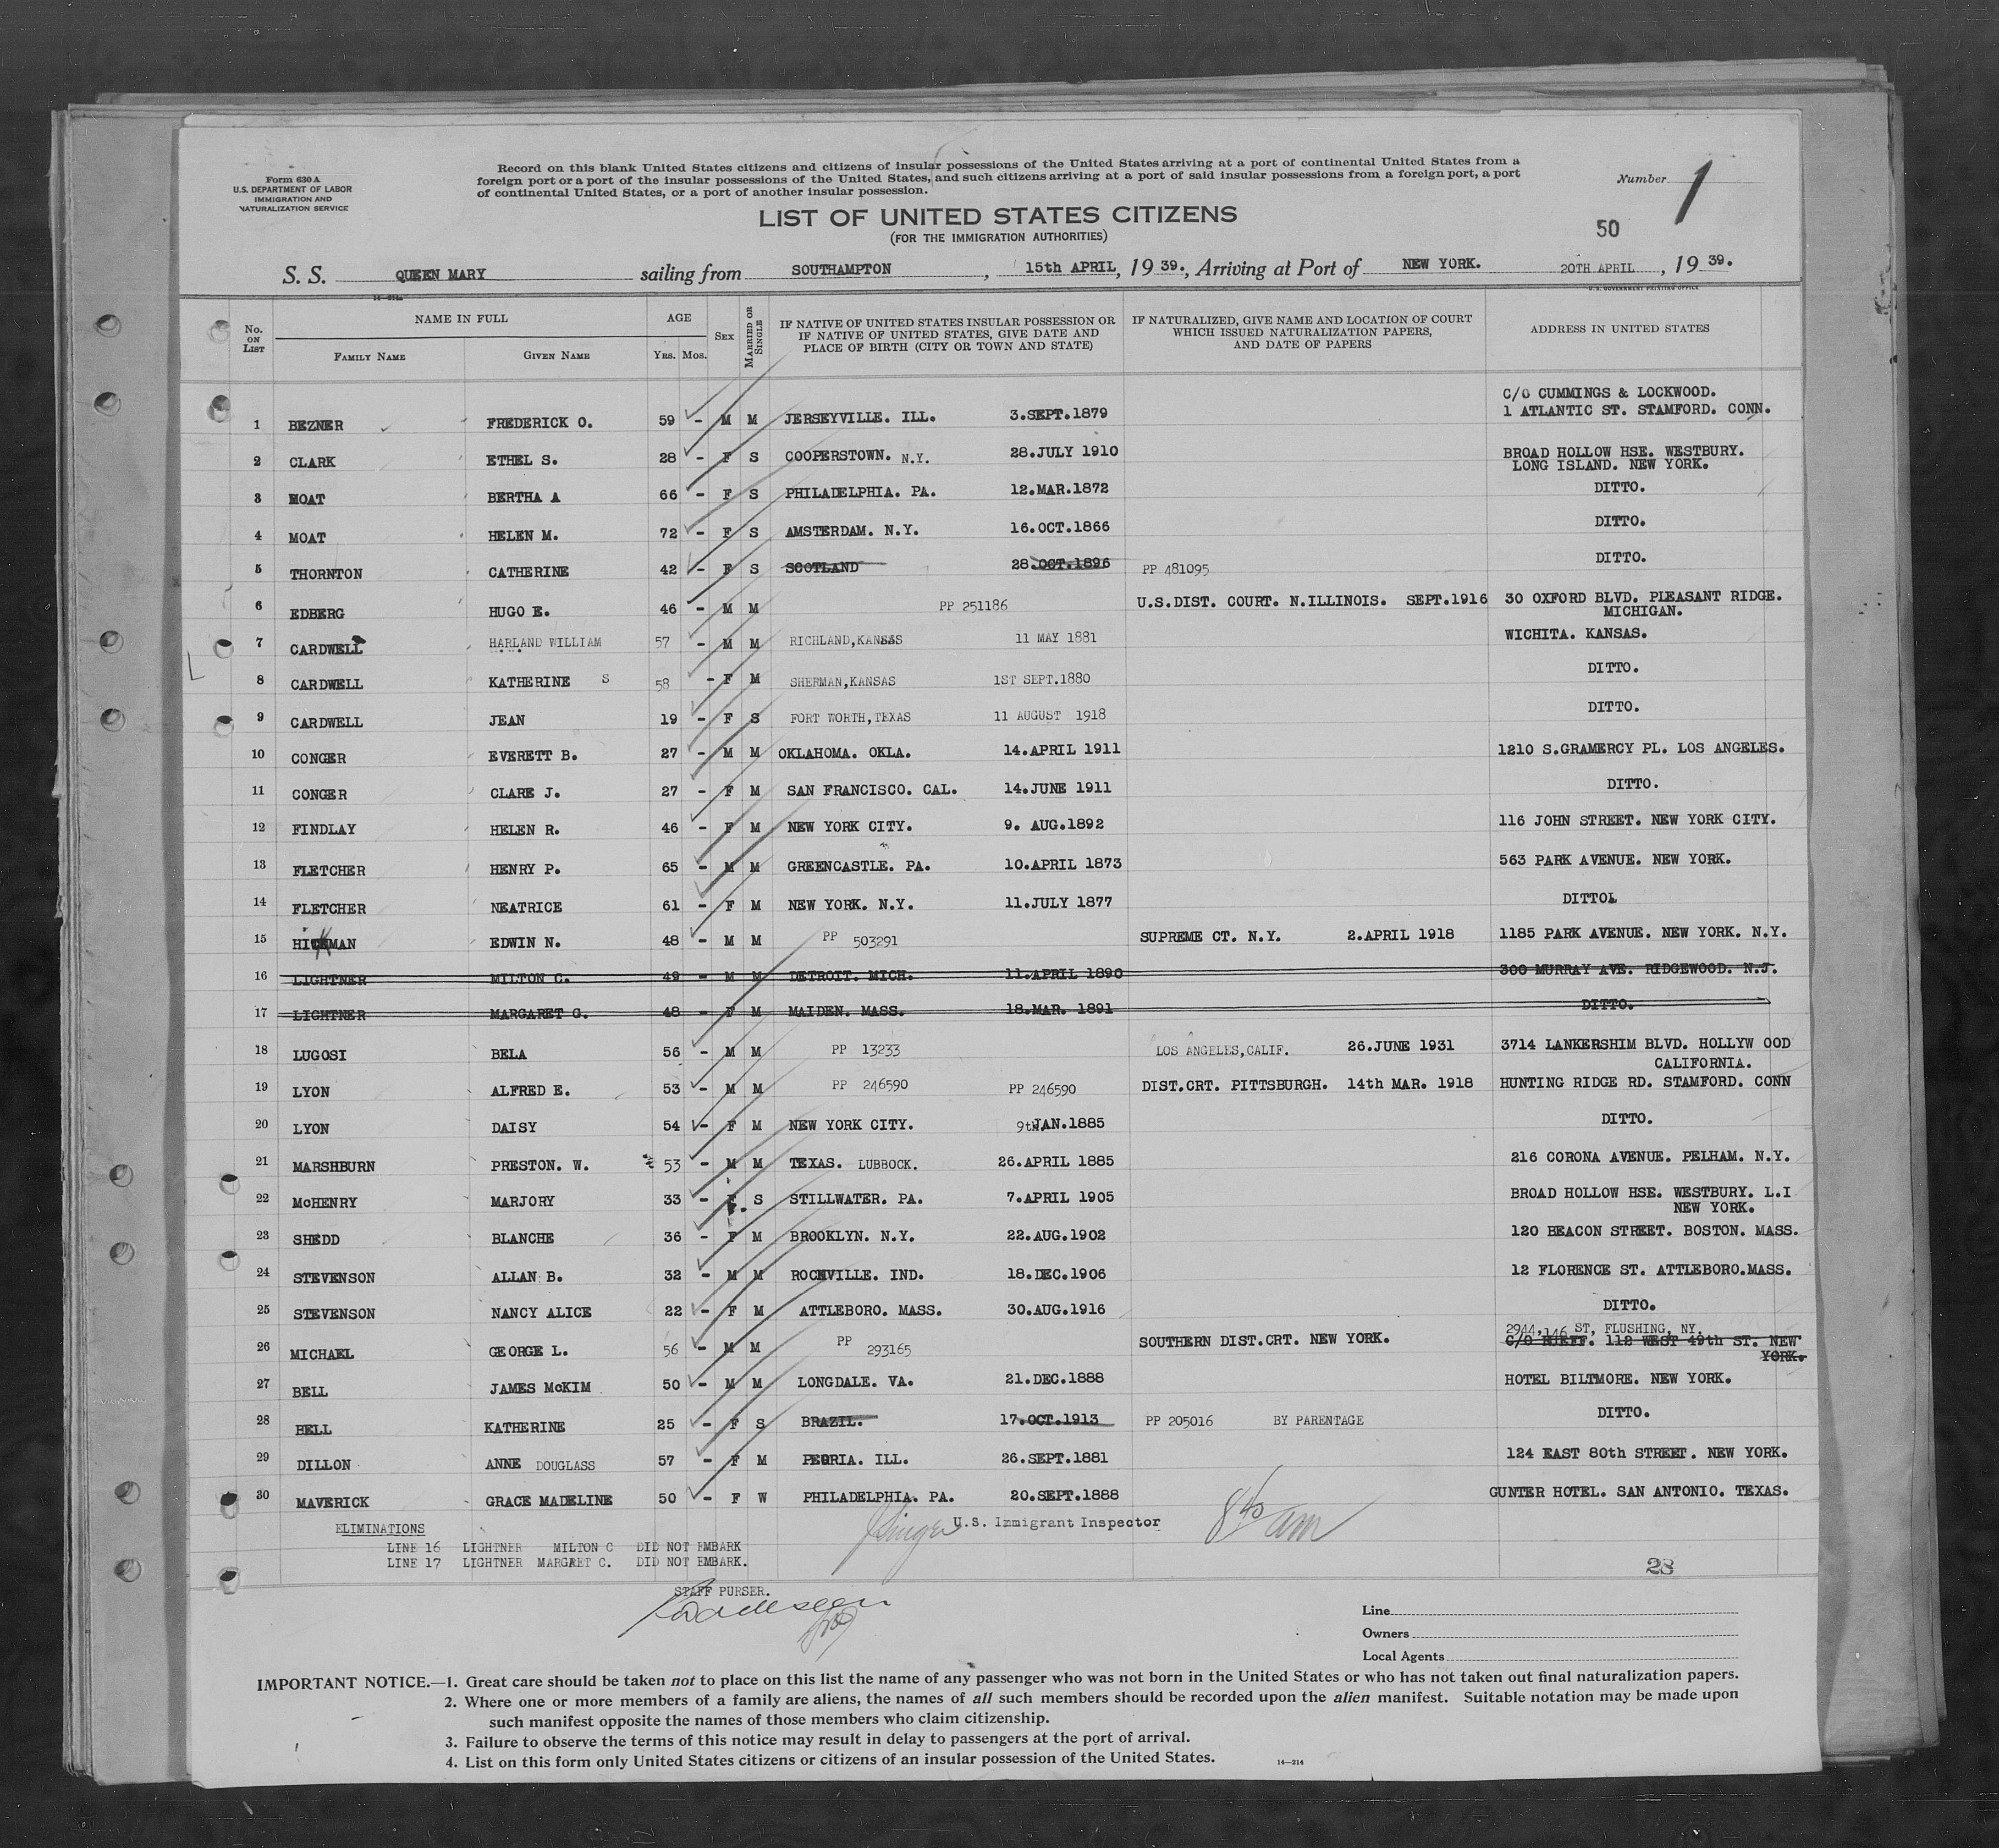 Form 630 A
U.S. DEPARTMENT OF LABOR
IMMIGRATION AND
NATURALIZATION SERVICE
Record on this blank United States citizens and citizens of insular possessions of the United States arriving at a port of continental United States from a
foreign port or a port of the insular possessions of the United States, and such citizens arriving at a port of said insular possessions from a foreign port, a port
of continental United States, or a port of another insular possession.
Number 1
LIST OF UNITED STATES CITIZENS
(FOR THE IMMIGRATION AUTHORITIES)
50
S. S. QUEEN MARY sailing from SOUTHAMPTON , 15th APRIL, 19 39., Arriving at Port of NEW YORK. 20TH APRIL , 19 39.
16—214a U.S. GOVERNMENT PRINTING OFFICE
No. ON LIST NAME IN FULL AGE SEX MARRIED OR SINGLE IF NATIVE OF UNITED STATES INSULAR POSSESSION OR IF NATIVE OF UNITED STATES, GIVE DATE AND PLACE OF BIRTH (CITY OR TOWN AND STATE) IF NATURALIZED, GIVE NAME AND LOCATION OF COURT WHICH ISSUED NATURALIZATION PAPERS, AND DATE OF PAPERS ADDRESS IN UNITED STATES
FAMILY NAME GIVEN NAME YRS. MOS.
C/O CUMMINGS & LOCKWOOD.
1 BEZNER FREDERICK O. 59 - M M JERSEYVILLE. ILL. 3.SEPT.1879 1 ATLANTIC ST. STAMFORD. CONN.
2 CLARK ETHEL S. 28 - F S COOPERSTOWN. N.Y. 28.JULY 1910 BROAD HOLLOW HSE. WESTBURY.
LONG ISLAND. NEW YORK.
3 MOAT BERTHA A 66 - F S PHILADELPHIA. PA. 12.MAR.1872 DITTO.
4 MOAT HELEN M. 72 - F S AMSTERDAM. N.Y. 16.OCT.1866 DITTO.
5 THORNTON CATHERINE 42 - F S SCOTLAND 28.OCT.1896 PP 481095 DITTO.
6 EDBERG HUGO E. 46 - M M PP 251186 U.S.DIST. COURT. N.ILLINOIS. SEPT.1916 30 OXFORD BLVD. PLEASANT RIDGE.
MICHIGAN.
7 CARDWELL HARLAND WILLIAM 57 - M M RICHLAND,KANSAS 11 MAY 1881 WICHITA. KANSAS.
8 CARDWELL KATHERINE S 58 - F M SHERMAN,KANSAS 1ST SEPT.1880 DITTO.
9 CARDWELL JEAN 19 - F S FORT WORTH,TEXAS 11 AUGUST 1918 DITTO.
10 CONGER EVERETT B. 27 - M M OKLAHOMA. OKLA. 14.APRIL 1911 1210 S.GRAMERCY PL. LOS ANGELES.
11 CONGER CLARE J. 27 - F M SAN FRANCISCO. CAL. 14.JUNE 1911 DITTO.
12 FINDLAY HELEN R. 46 - F M NEW YORK CITY. 9. AUG.1892 116 JOHN STREET. NEW YORK CITY.
13 FLETCHER HENRY P. 65 - M M GREENCASTLE. PA. 10.APRIL 1873 563 PARK AVENUE. NEW YORK.
14 FLETCHER NEATRICE 61 - F M NEW YORK. N.Y. 11.JULY 1877 DITTOL
15 HICKMAN EDWIN N. 48 - M M PP 503291 SUPREME CT. N.Y. 2.APRIL 1918 1185 PARK AVENUE. NEW YORK. N.Y.
16 LIGHTNER MILTON C. 49 - M M DETROIT. MICH. 11.APRIL 1890 300 MURRAY AVE. RIDGEWOOD. N.J.
17 LIGHTNER MARGARET G. 48 - F M MAIDEN. MASS. 18.MAR. 1891 DITTO.
18 LUGOSI BELA 56 - M M PP 13233 LOS ANGELES,CALIF. 26.JUNE 1931 3714 LANKERSHIM BLVD. HOLLYW OOD
CALIFORNIA.
19 LYON ALFRED E. 53 - M M PP 246590 PP 246590 DIST.CRT. PITTSBURGH. 14th MAR. 1918 HUNTING RIDGE RD. STAMFORD. CONN
20 LYON DAISY 54 - F M NEW YORK CITY. 9th.JAN.1885 DITTO.
21 MARSHBURN PRESTON. W. 53 - M M TEXAS. LUBBOCK. 26.APRIL 1885 216 CORONA AVENUE. PELHAM. N.Y.
22 McHENRY MARJORY 33 - F S STILLWATER. PA. 7.APRIL 1905 BROAD HOLLOW HSE. WESTBURY. L.I
NEW YORK.
23 SHEDD BLANCHE 36 - F M BROOKLYN. N.Y. 22.AUG.1902 120 BEACON STREET. BOSTON. MASS.
24 STEVENSON ALLAN B. 32 - M M ROCKVILLE. IND. 18.DEC.1906 12 FLORENCE ST. ATTLEBORO.MASS.
25 STEVENSON NANCY ALICE 22 - F M ATTLEBORO. MASS. 30.AUG.1916 DITTO.
2944,146 ST, FLUSHING, NY.
26 MICHAEL GEORGE L. 56 - M M PP 293165 SOUTHERN DIST.CRT. NEW YORK. C/O HUEFF. 112 WEST 49th ST. NEW
YORK.
27 BELL JAMES McKIM 50 - M M LONGDALE. VA. 21.DEC.1888 HOTEL BILTMORE. NEW YORK.
28 BELL KATHERINE 25 - F S BRAZIL. 17.OCT.1913 PP 205016 BY PARENTAGE DITTO.
29 DILLON ANNE DOUGLASS 57 - F M PEORIA. ILL. 26.SEPT.1881 124 EAST 80th STREET. NEW YORK.
30 MAVERICK GRACE MADELINE 50 - F W PHILADELPHIA. PA. 20.SEPT.1888 GUNTER HOTEL. SAN ANTONIO. TEXAS.
ELIMINATIONS U.S. Immigrant Inspector 8 40 am
LINE 16 LIGHTNER MILTON C DID NOT EMBARK
LINE 17 LIGHTNER MARGRET C. DID NOT EMBARK.
28
STAFF PURSER.
Line
Owners
Local Agents
IMPORTANT NOTICE.—1. Great care should be taken not to place on this list the name of any passenger who was not born in the United States or who has not taken out final naturalization papers.
2. Where one or more members of a family are aliens, the names of all such members should be recorded upon the alien manifest. Suitable notation may be made upon
such manifest opposite the names of those members who claim citizenship.
3. Failure to observe the terms of this notice may result in delay to passengers at the port of arrival.
4. List on this form only United States citizens or citizens of an insular possession of the United States.
14—214